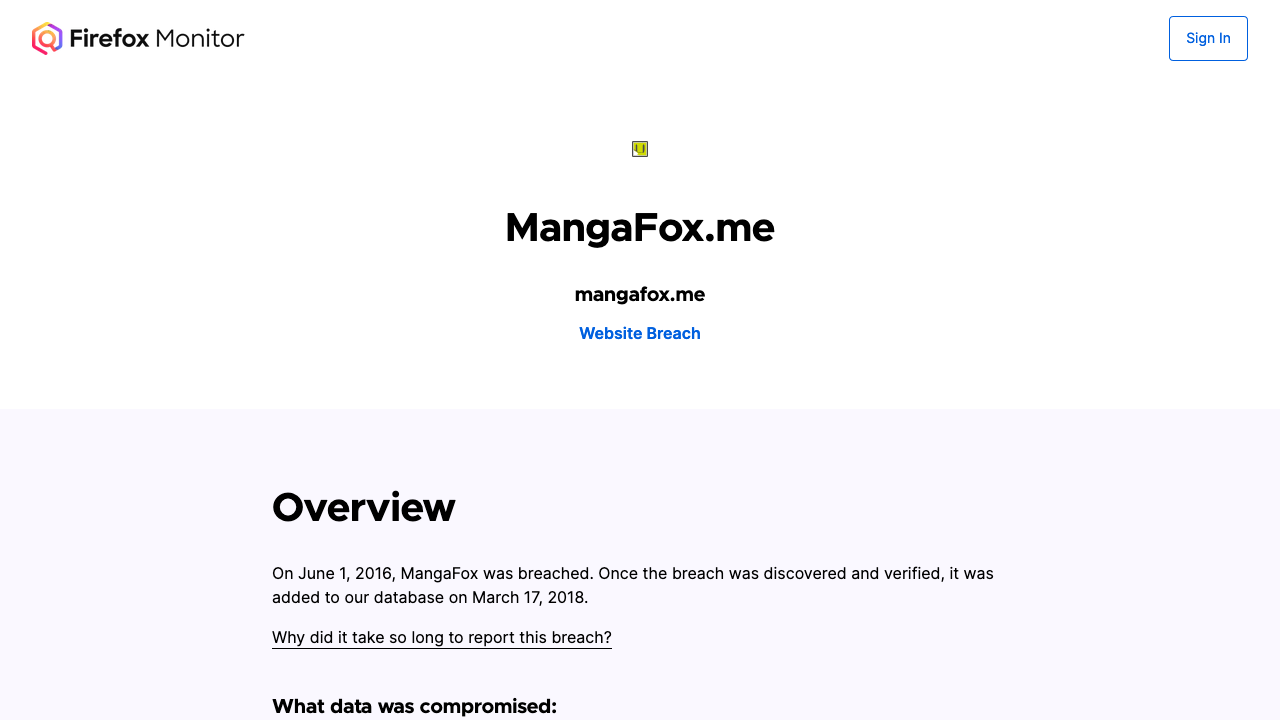 Firefox Monitor
Sign In
MangaFox.me
mangafox.me
Website Breach
Overview
On June 1, 2016, MangaFox was breached. Once the breach was discovered and verified, it was
added to our database on March 17, 2018.
Why did it take so long to report this breach?
What data was compromised: